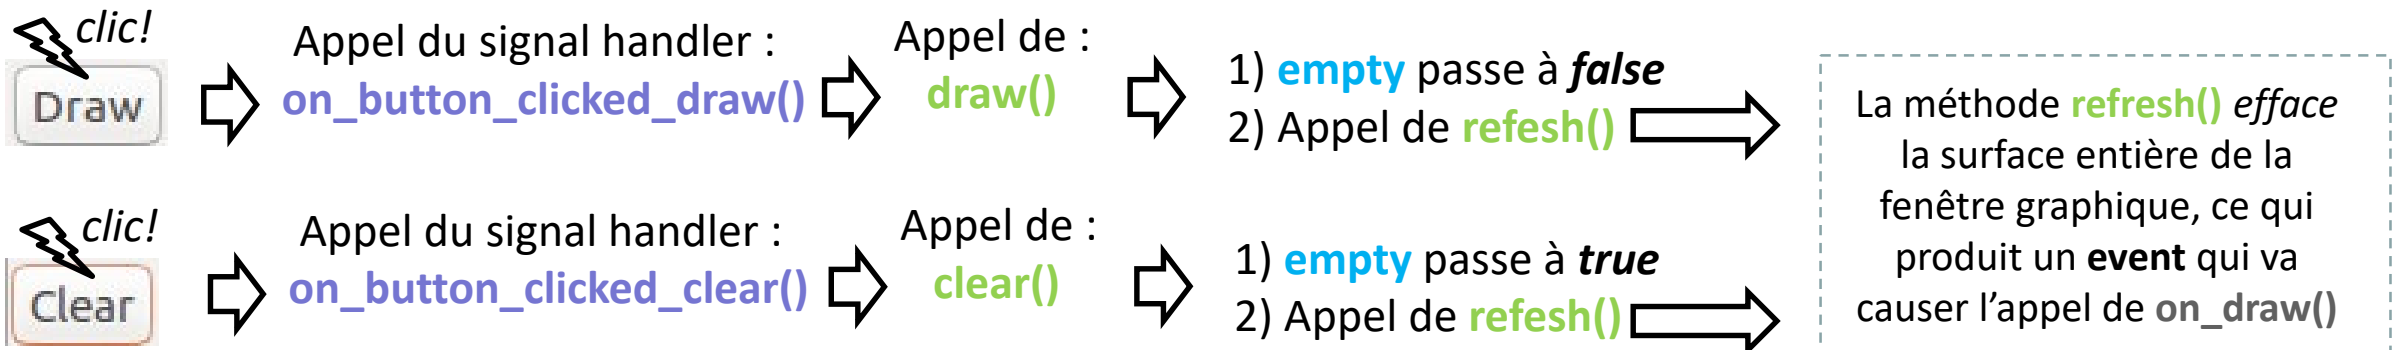 clic!
Draw
Appel du signal handler :
on_button_clicked_draw()
Appel de :
draw()
1) empty passe à false
2) Appel de refesh()
clic!
Clear
Appel du signal handler :
on_button_clicked_clear()
Appel de :
clear()
1) empty passe à true
2) Appel de refesh()
La méthode refresh() efface
la surface entière de la
fenêtre graphique, ce qui
produit un event qui va
causer l’appel de on_draw()